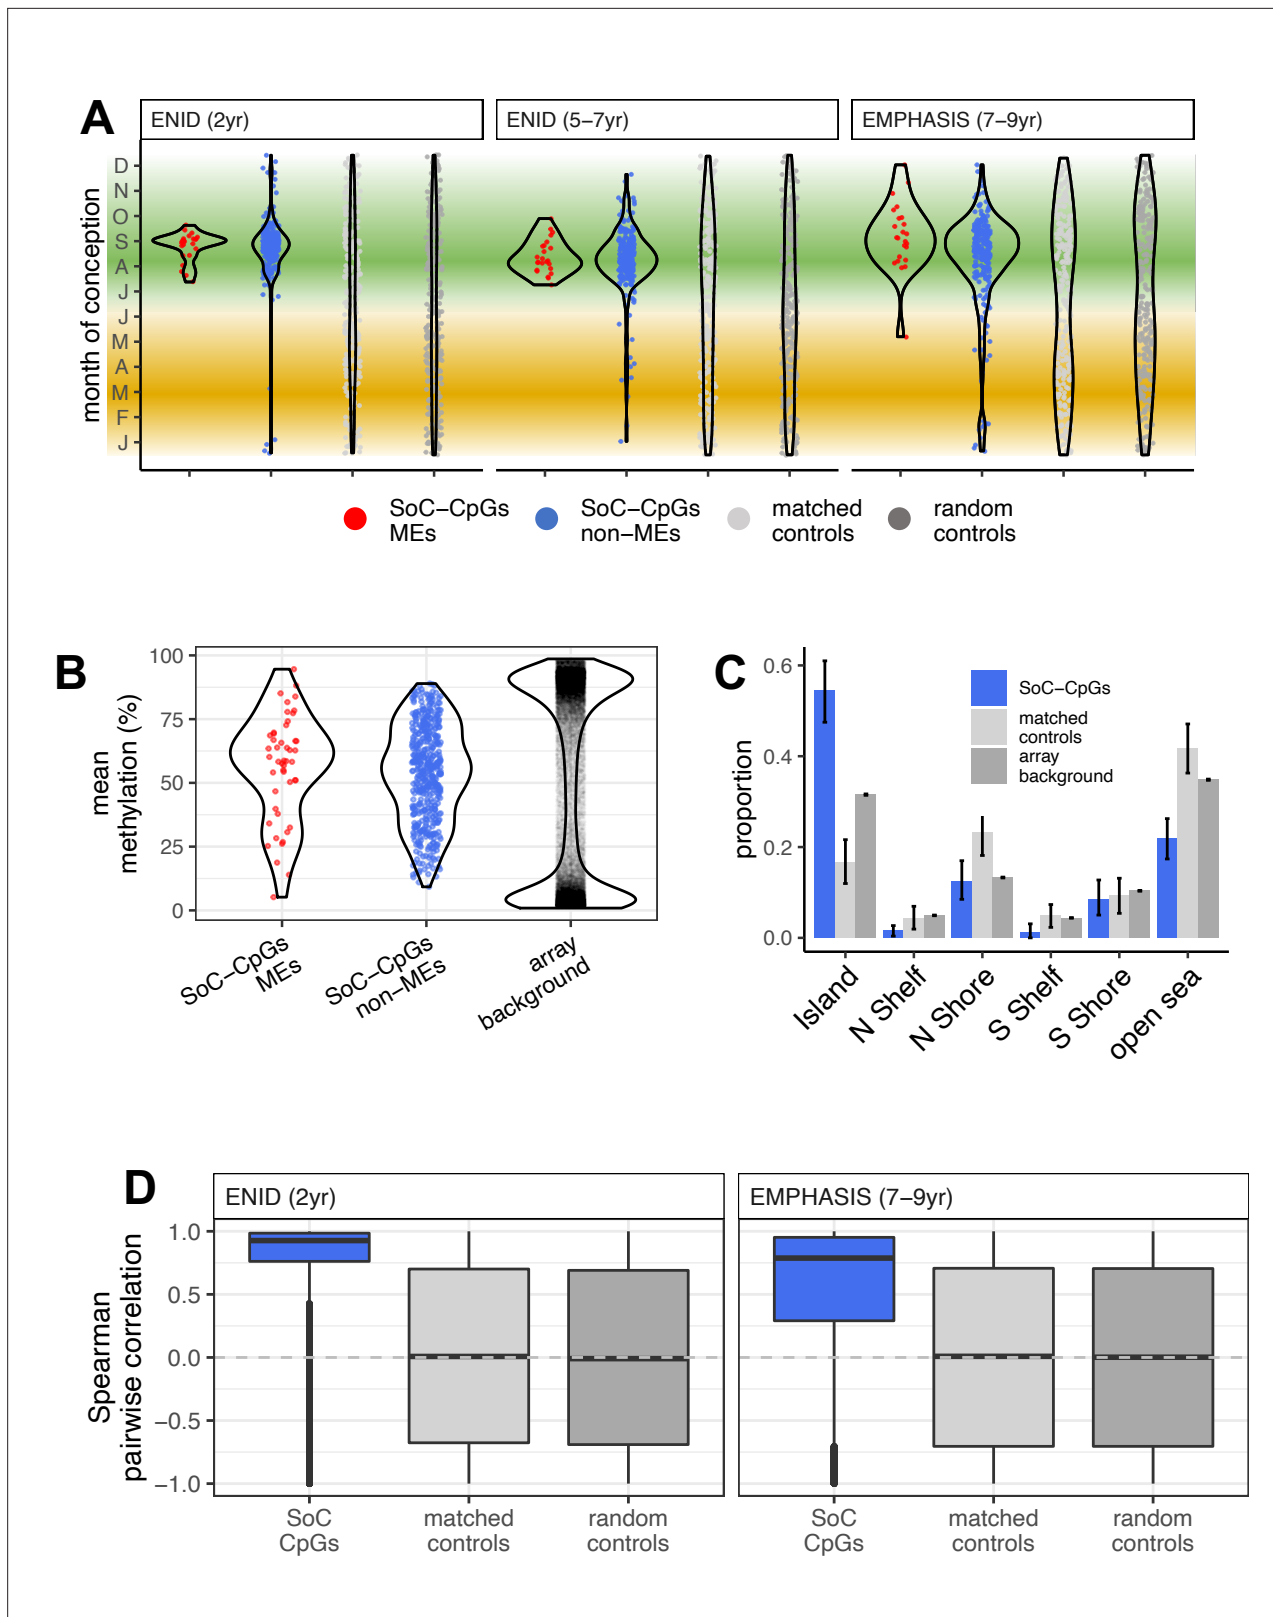 A
ENID (2yr)
ENID (5−7yr)
EMPHASIS (7−9yr)
month of conception
D
N
O
S
A
J
J
M
A
M
F
J
SoC−CpGs
MEs
SoC−CpGs
non−MEs
matched
controls
random
controls
B
mean
methylation (%)
100
75
50
25
0
SoC−CpGs
MEs
SoC−CpGs
non−MEs
array
background
C
proportion
0.6
0.4
0.2
0.0
SoC−CpGs
matched
controls
array
background
Island
N Shelf
N Shore
S Shelf
S Shore
open sea
D
ENID (2yr)
EMPHASIS (7−9yr)
Spearman
pairwise correlation
1.0
0.5
0.0
−0.5
−1.0
SoC
CpGs
matched
controls
random
controls
SoC
CpGs
matched
controls
random
controls